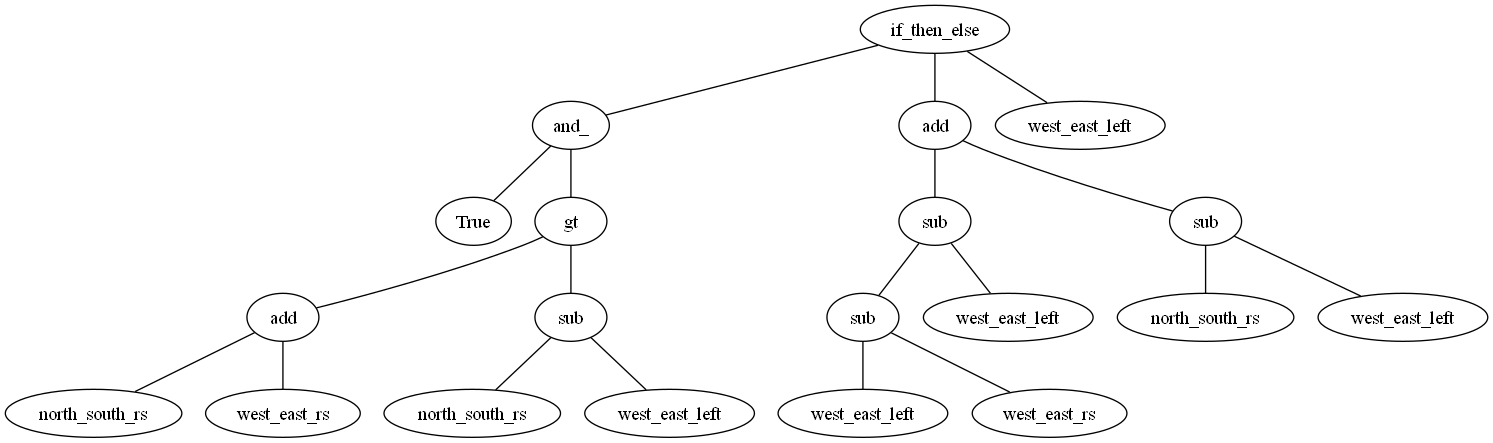 if_then_else
and_
add
west_east_left
True
gt
sub
sub
add
sub
sub
west_east_left
north_south_rs
west_east_left
north_south_rs
west_east_rs
north_south_rs
west_east_left
west_east_left
west_east_rs